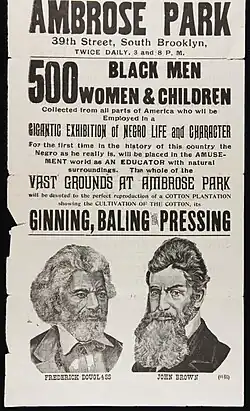 AMBROSE PARK
39th Street, South Brooklyn,
TWICE DAILY, 3 and 8 P. M.
500 BLACK MEN
WOMEN & CHILDREN
Collected from all parts of America who will be
Employed in a
GIGANTIC EXHIBITION of NEGRO LIFE and CHARACTER
For the first time in the history of this country the
Negro as he really is, will be placed in the AMUSE-
MENT world as AN EDUCATOR with natural
surroundings. The whole of the
VAST GROUNDS AT AMBROSE PARK
will be devoted to the perfect reproduction of a COTTON PLANTATION
showing the CULTIVATION OF THE COTTON, its
GINNING, BALING and PRESSING
FREDERICK DOUGLASS
JOHN BROWN